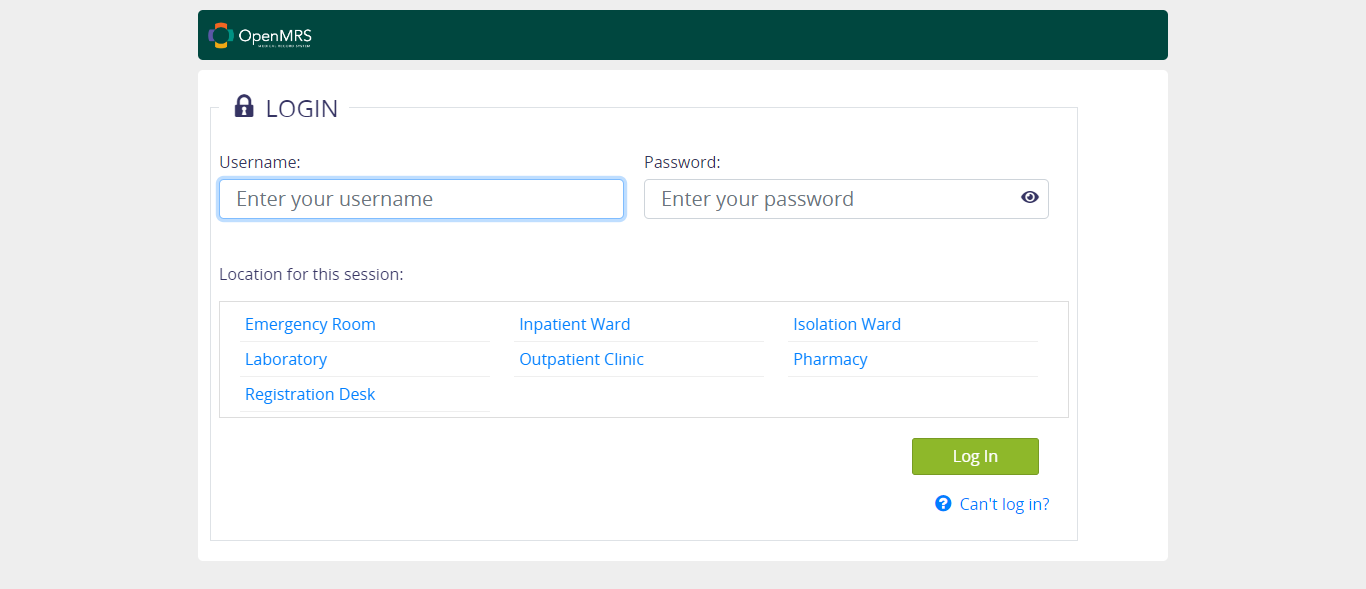 OpenMRS
MEDICAL RECORD SYSTEM
LOGIN
Username: Password:
Enter your username Enter your password
Location for this session:
Emergency Room Inpatient Ward Isolation Ward
Laboratory Outpatient Clinic Pharmacy
Registration Desk
Log In
Can't log in?